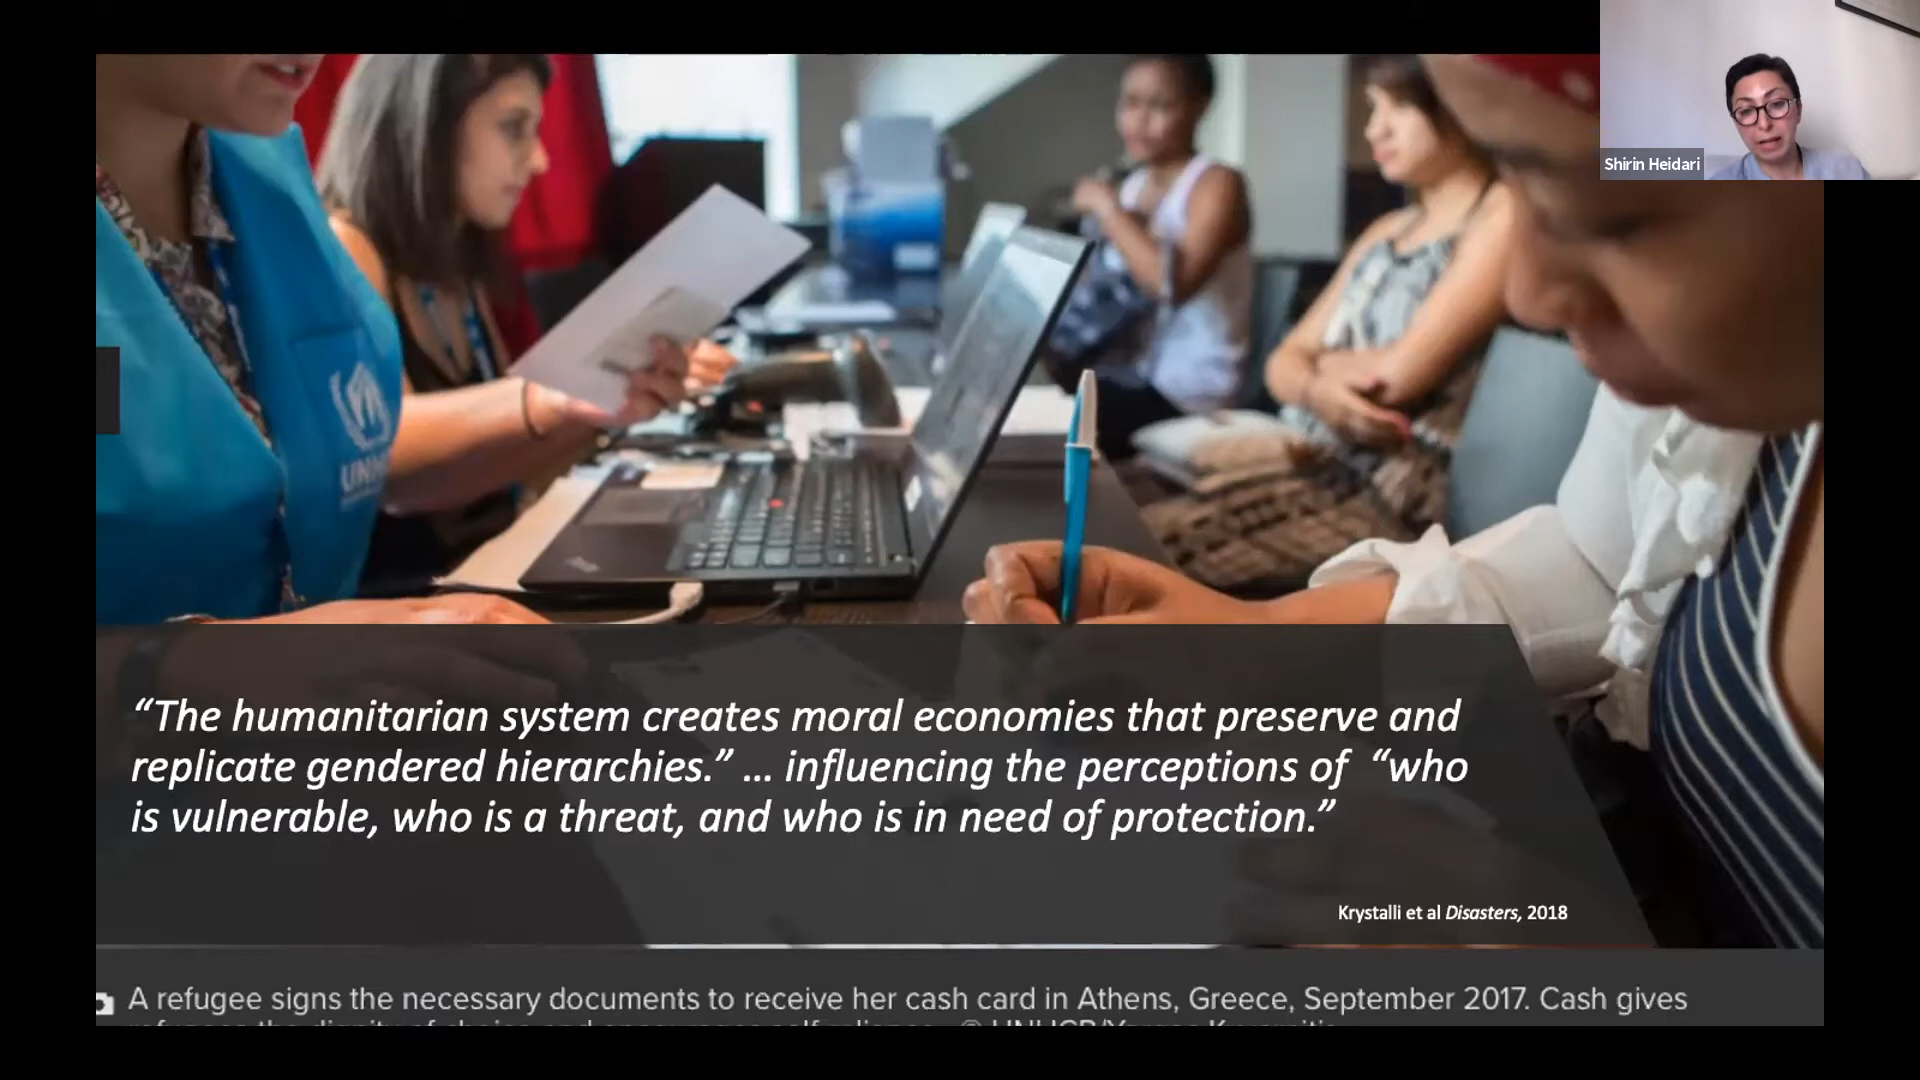 Shirin Heidari
UNH
“The humanitarian system creates moral economies that preserve and
replicate gendered hierarchies.” ... influencing the perceptions of “who
is vulnerable, who is a threat, and who is in need of protection.”
Krystalli et al Disasters, 2018
A refugee signs the necessary documents to receive her cash card in Athens, Greece, September 2017. Cash gives